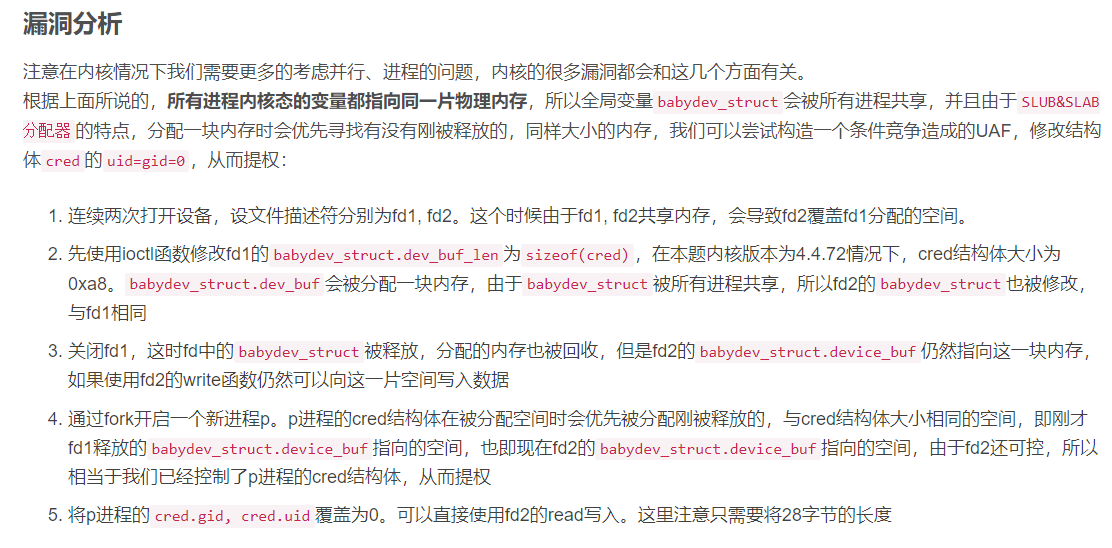 漏洞分析
注意在内核情况下我们需要更多的考虑并行、进程的问题，内核的很多漏洞都会和这几个方面有关。
根据上面所说的，所有进程内核态的变量都指向同一片物理内存，所以全局变量 babydev_struct 会被所有进程共享，并且由于 SLUB&SLAB
分配器 的特点，分配一块内存时会优先寻找有没有刚被释放的，同样大小的内存，我们可以尝试构造一个条件竞争造成的UAF，修改结构
体 cred 的 uid=gid=0 ，从而提权：
1. 连续两次打开设备，设文件描述符分别为fd1, fd2。这个时候由于fd1, fd2共享内存，会导致fd2覆盖fd1分配的空间。
2. 先使用ioctl函数修改fd1的 babydev_struct.dev_buf_len 为 sizeof(cred) ，在本题内核版本为4.4.72情况下，cred结构体大小为
0xa8。 babydev_struct.dev_buf 会被分配一块内存，由于 babydev_struct 被所有进程共享，所以fd2的 babydev_struct 也被修改，
与fd1相同
3. 关闭fd1，这时fd中的 babydev_struct 被释放，分配的内存也被回收，但是fd2的 babydev_struct.device_buf 仍然指向这一块内存，
如果使用fd2的write函数仍然可以向这一片空间写入数据
4. 通过fork开启一个新进程p。p进程的cred结构体在被分配空间时会优先被分配刚被释放的，与cred结构体大小相同的空间，即刚才
fd1释放的 babydev_struct.device_buf 指向的空间，也即现在fd2的 babydev_struct.device_buf 指向的空间，由于fd2还可控，所以
相当于我们已经控制了p进程的cred结构体，从而提权
5. 将p进程的 cred.gid, cred.uid 覆盖为0。可以直接使用fd2的read写入。这里注意只需要将28字节的长度